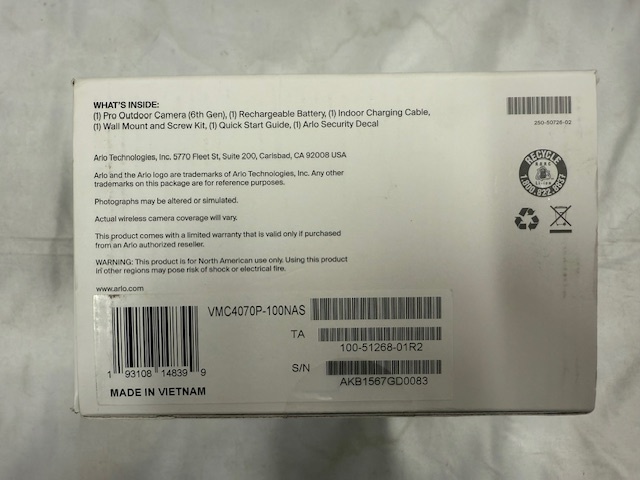 WHAT'S INSIDE:
(1) Pro Outdoor Camera (6th Gen), (1) Rechargeable Battery, (1) Indoor Charging Cable,
(1) Wall Mount and Screw Kit, (1) Quick Start Guide, (1) Arlo Security Decal
250-50726-02
Arlo Technologies, Inc. 5770 Fleet St, Suite 200, Carlsbad, CA 92008 USA
Arlo and the Arlo logo are trademarks of Arlo Technologies, Inc. Any other
trademarks on this package are for reference purposes.
RECYCLE
1.800.822.8837
Photographs may be altered or simulated.
Actual wireless camera coverage will vary.
This product comes with a limited warranty that is valid only if purchased
from an Arlo authorized reseller.
WARNING: This product is for North American use only. Using this product
in other regions may pose risk of shock or electrical fire.
www.arlo.com
VMC4070P-100NAS
TA
100-51268-01R2
S/N
AKB1567GD0083
1 93108 14839 9
MADE IN VIETNAM